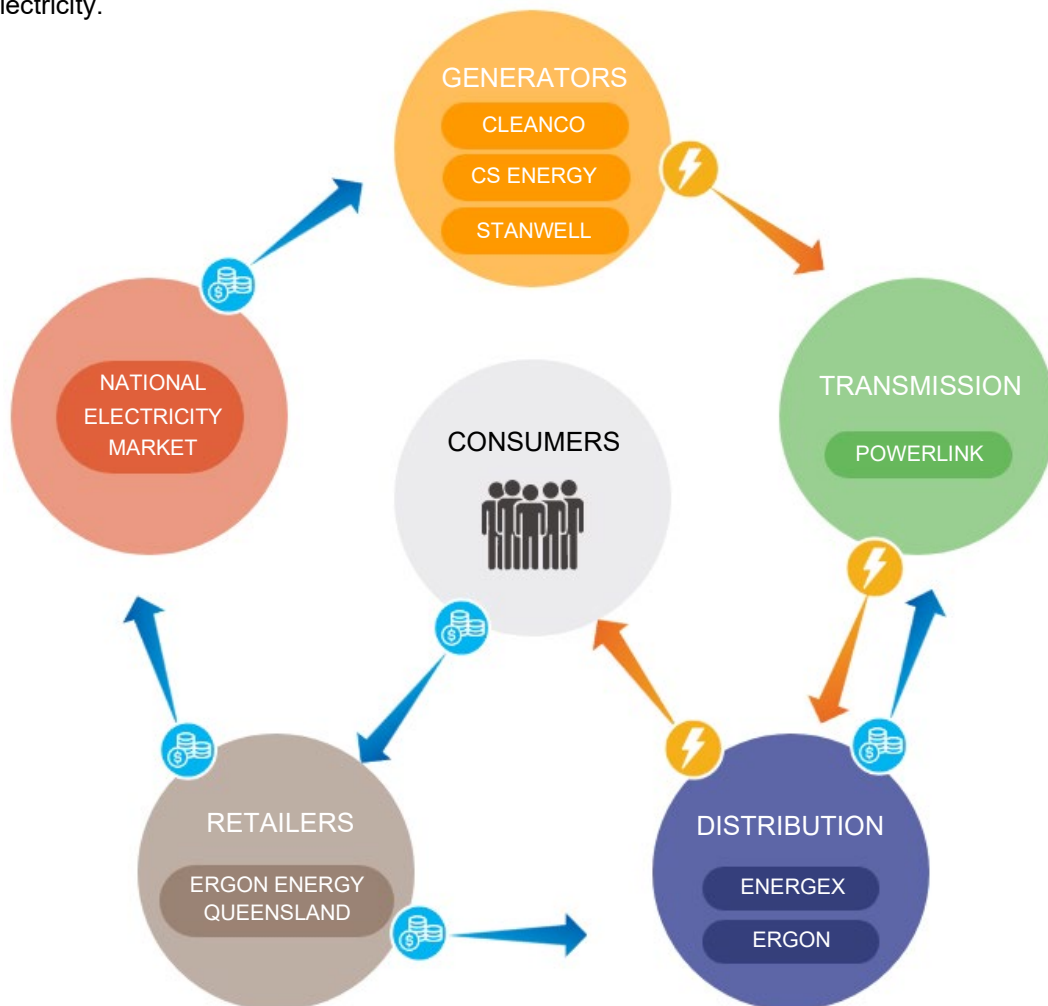 lectricity.
GENERATORS
CLEANCO
CS ENERGY
STANWELL
NATIONAL
ELECTRICITY
MARKET
CONSUMERS
TRANSMISSION
POWERLINK
RETAILERS
ERGON ENERGY
QUEENSLAND
DISTRIBUTION
ENERGEX
ERGON